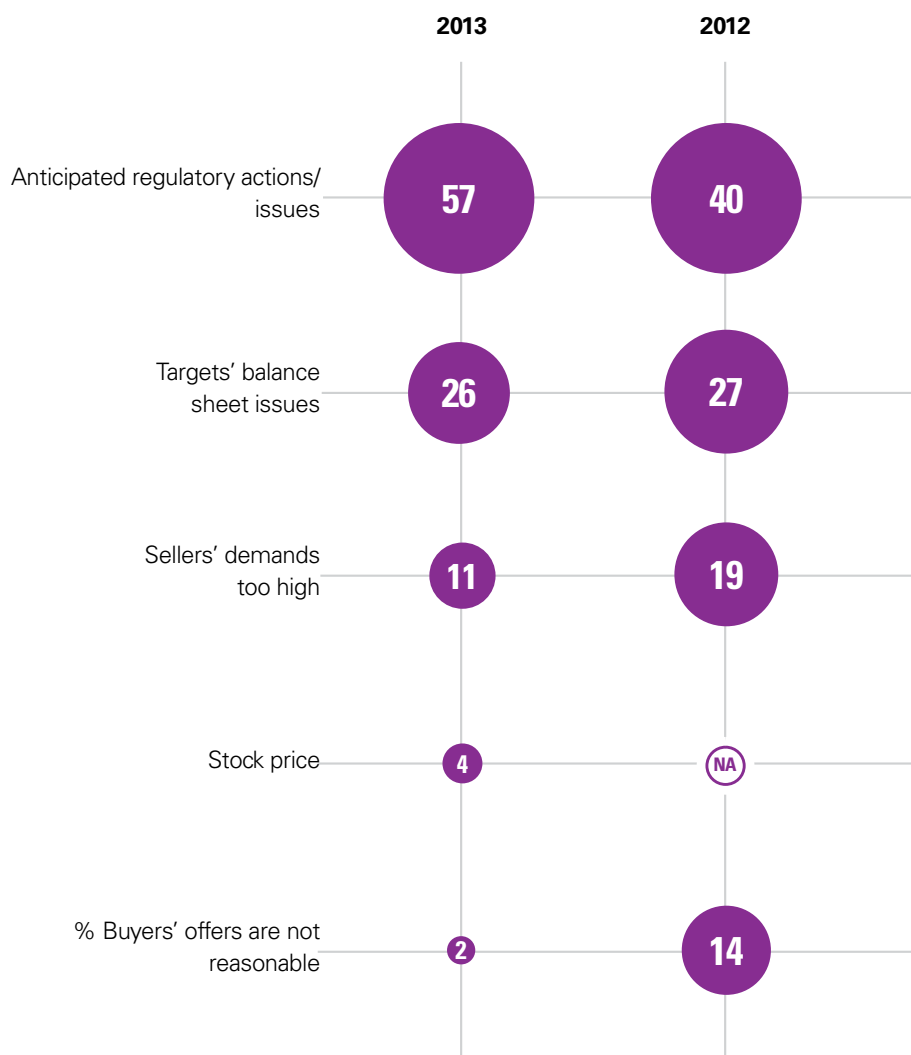 2013 2012
Anticipated regulatory actions/
issues
57 40
Targets’ balance
sheet issues
26 27
Sellers’ demands
too high
11 19
Stock price 4 NA
% Buyers’ offers are not
reasonable
2 14